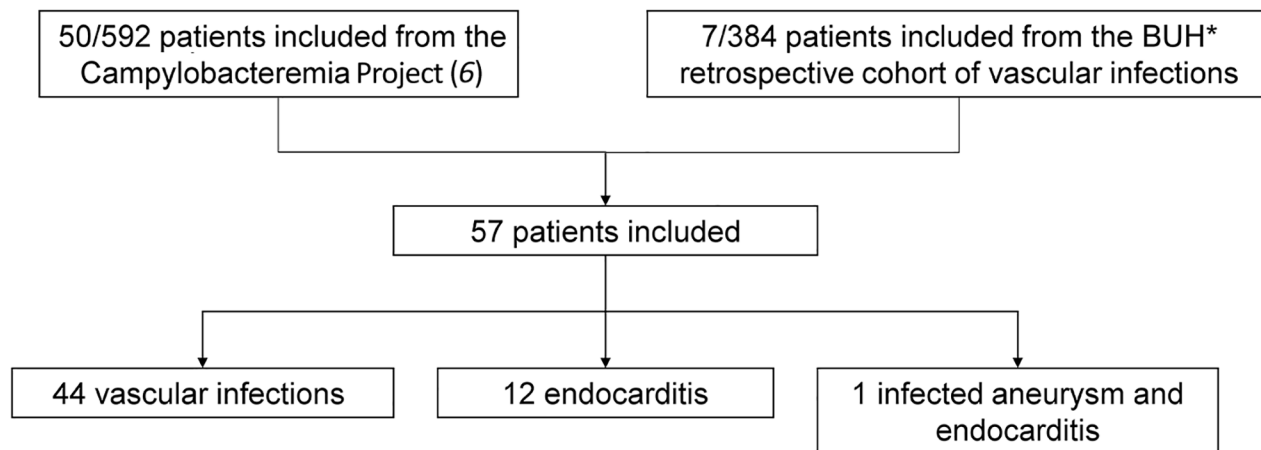 50/592 patients included from the
Campylobacteremia Project (6)
7/384 patients included from the BUH*
retrospective cohort of vascular infections
57 patients included
44 vascular infections
12 endocarditis
1 infected aneurysm and
endocarditis